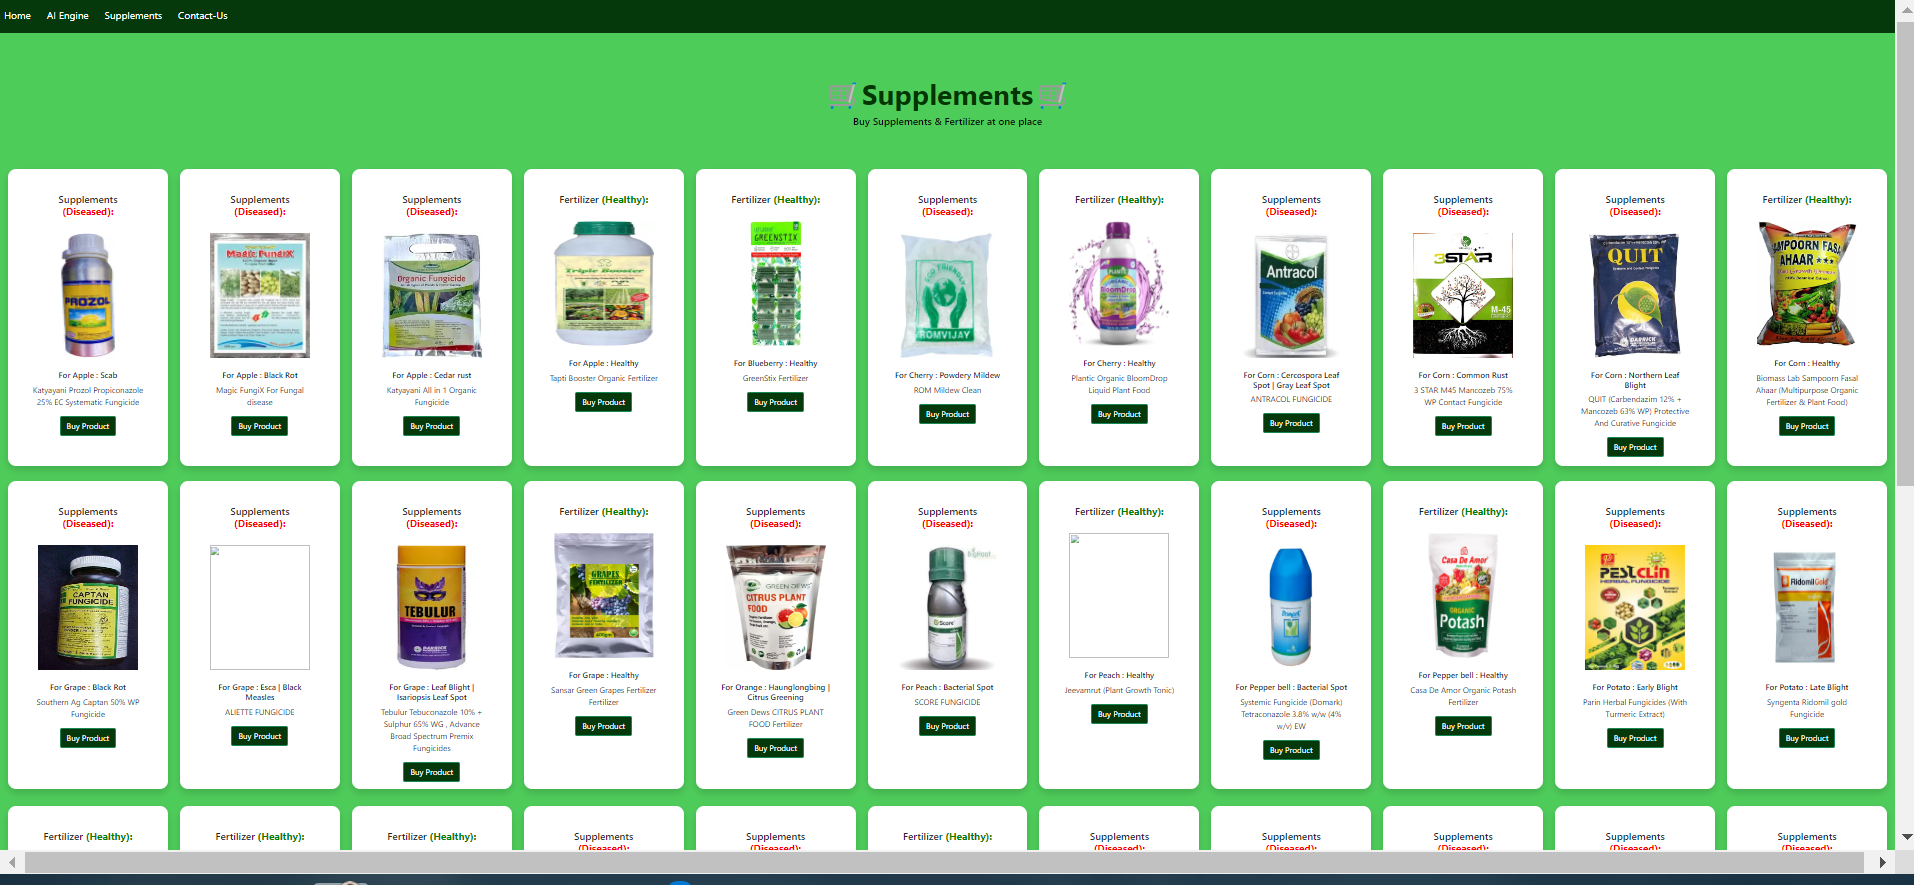 Home AI Engine Supplements Contact-Us
Supplements
Buy Supplements & Fertilizer at one place
Supplements
(Diseased):
PROZOL
For Apple : Scab
Katyayani Prozol Propiconazole
25% EC Systematic Fungicide
Buy Product
Supplements
(Diseased):
Magic FungiX
For Apple : Black Rot
Magic FungiX For Fungal
disease
Buy Product
Supplements
(Diseased):
Organic Fungicide
For Apple : Cedar rust
Katyayani All in 1 Organic
Fungicide
Buy Product
Fertilizer (Healthy):
Triple Booster
For Apple : Healthy
Tapti Booster Organic Fertilizer
Buy Product
Fertilizer (Healthy):
GREENSTIX
For Blueberry : Healthy
GreenStix Fertilizer
Buy Product
Supplements
(Diseased):
ECO FRIENDLY
ROMVIJAY
For Cherry : Powdery Mildew
ROM Mildew Clean
Buy Product
Fertilizer (Healthy):
PLANTIC
BloomDrop
For Cherry : Healthy
Plantic Organic BloomDrop
Liquid Plant Food
Buy Product
Supplements
(Diseased):
Antracol
For Corn : Cercospora Leaf
Spot | Gray Leaf Spot
ANTRACOL FUNGICIDE
Buy Product
Supplements
(Diseased):
3STAR
M-45
For Corn : Common Rust
3 STAR M45 Mancozeb 75%
WP Contact Fungicide
Buy Product
Supplements
(Diseased):
QUIT
DARRICK
For Corn : Northern Leaf
Blight
QUIT (Carbendazim 12% +
Mancozeb 63% WP) Protective
And Curative Fungicide
Buy Product
Fertilizer (Healthy):
SAMPOORN FASAL
AHAAR
For Corn : Healthy
Biomass Lab Sampoorn Fasal
Ahaar (Multipurpose Organic
Fertilizer & Plant Food)
Buy Product
Supplements
(Diseased):
CAPTAN
FUNGICIDE
For Grape : Black Rot
Southern Ag Captan 50% WP
Fungicide
Buy Product
Supplements
(Diseased):
For Grape : Esca | Black
Measles
ALIETTE FUNGICIDE
Buy Product
Supplements
(Diseased):
TEBULUR
DARRICK
For Grape : Leaf Blight |
Isariopsis Leaf Spot
Tebulur Tebuconazole 10% +
Sulphur 65% WG , Advance
Broad Spectrum Premix
Fungicides
Buy Product
Fertilizer (Healthy):
GRAPES
FERTILIZER
400gm
For Grape : Healthy
Sansar Green Grapes Fertilizer
Fertilizer
Buy Product
Supplements
(Diseased):
GREEN DEWS
CITRUS PLANT
FOOD
For Orange : Haunglongbing |
Citrus Greening
Green Dews CITRUS PLANT
FOOD Fertilizer
Buy Product
Supplements
(Diseased):
Score
For Peach : Bacterial Spot
SCORE FUNGICIDE
Buy Product
Fertilizer (Healthy):
For Peach : Healthy
Jeevamrut (Plant Growth Tonic)
Buy Product
Supplements
(Diseased):
For Pepper bell : Bacterial Spot
Systemic Fungicide (Domark)
Tetraconazole 3.8% w/w (4%
w/v) EW
Buy Product
Fertilizer (Healthy):
Casa De Amor
ORGANIC
Potash
For Pepper bell : Healthy
Casa De Amor Organic Potash
Fertilizer
Buy Product
Supplements
(Diseased):
PESTCLIN
HERBAL FUNGICIDE
For Potato : Early Blight
Parin Herbal Fungicides (With
Turmeric Extract)
Buy Product
Supplements
(Diseased):
RidomilGold
For Potato : Late Blight
Syngenta Ridomil gold
Fungicide
Buy Product
Fertilizer (Healthy):
Fertilizer (Healthy):
Fertilizer (Healthy):
Supplements
(Diseased):
Supplements
(Diseased):
Fertilizer (Healthy):
Supplements
(Diseased):
Supplements
(Diseased):
Supplements
(Diseased):
Supplements
(Diseased):
Supplements
(Diseased):